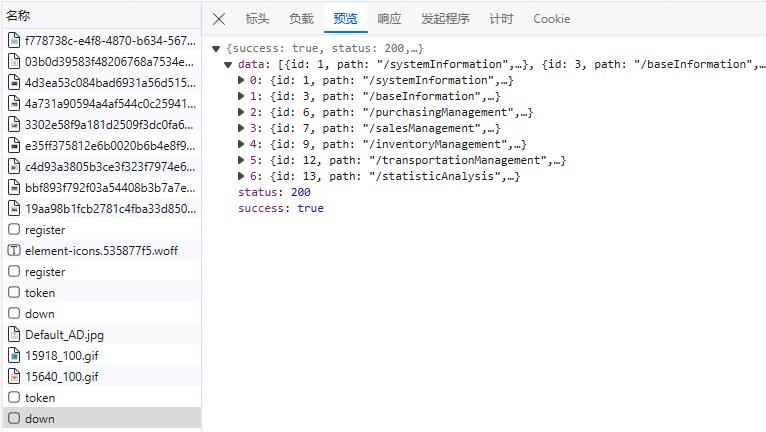 名称
标头 负载 预览 响应 发起程序 计时 Cookie
f778738c-e4f8-4870-b634-567...
03b0d39583f48206768a7534e...
4d3ea53c084bad6931a56d515...
4a731a90594a4af544c0c25941...
3302e58f9a181d2509f3dc0fa6...
e35ff375812e6b0020b6b4e8f9...
c4d93a3805b3ce3f323f7974e6...
bbf893f792f03a54408b3b7a7e...
19aa98b1fcb2781c4fba33d850...
register
element-icons.535877f5.woff
register
token
down
Default_AD.jpg
15918_100.gif
15640_100.gif
token
down
{success: true, status: 200,…}
data: [{id: 1, path: "/systemInformation",…}, {id: 3, path: "/baseInformation",…
0: {id: 1, path: "/systemInformation",…}
1: {id: 3, path: "/baseInformation",…}
2: {id: 6, path: "/purchasingManagement",…}
3: {id: 7, path: "/salesManagement",…}
4: {id: 9, path: "/inventoryManagement",…}
5: {id: 12, path: "/transportationManagement",…}
6: {id: 13, path: "/statisticAnalysis",…}
status: 200
success: true